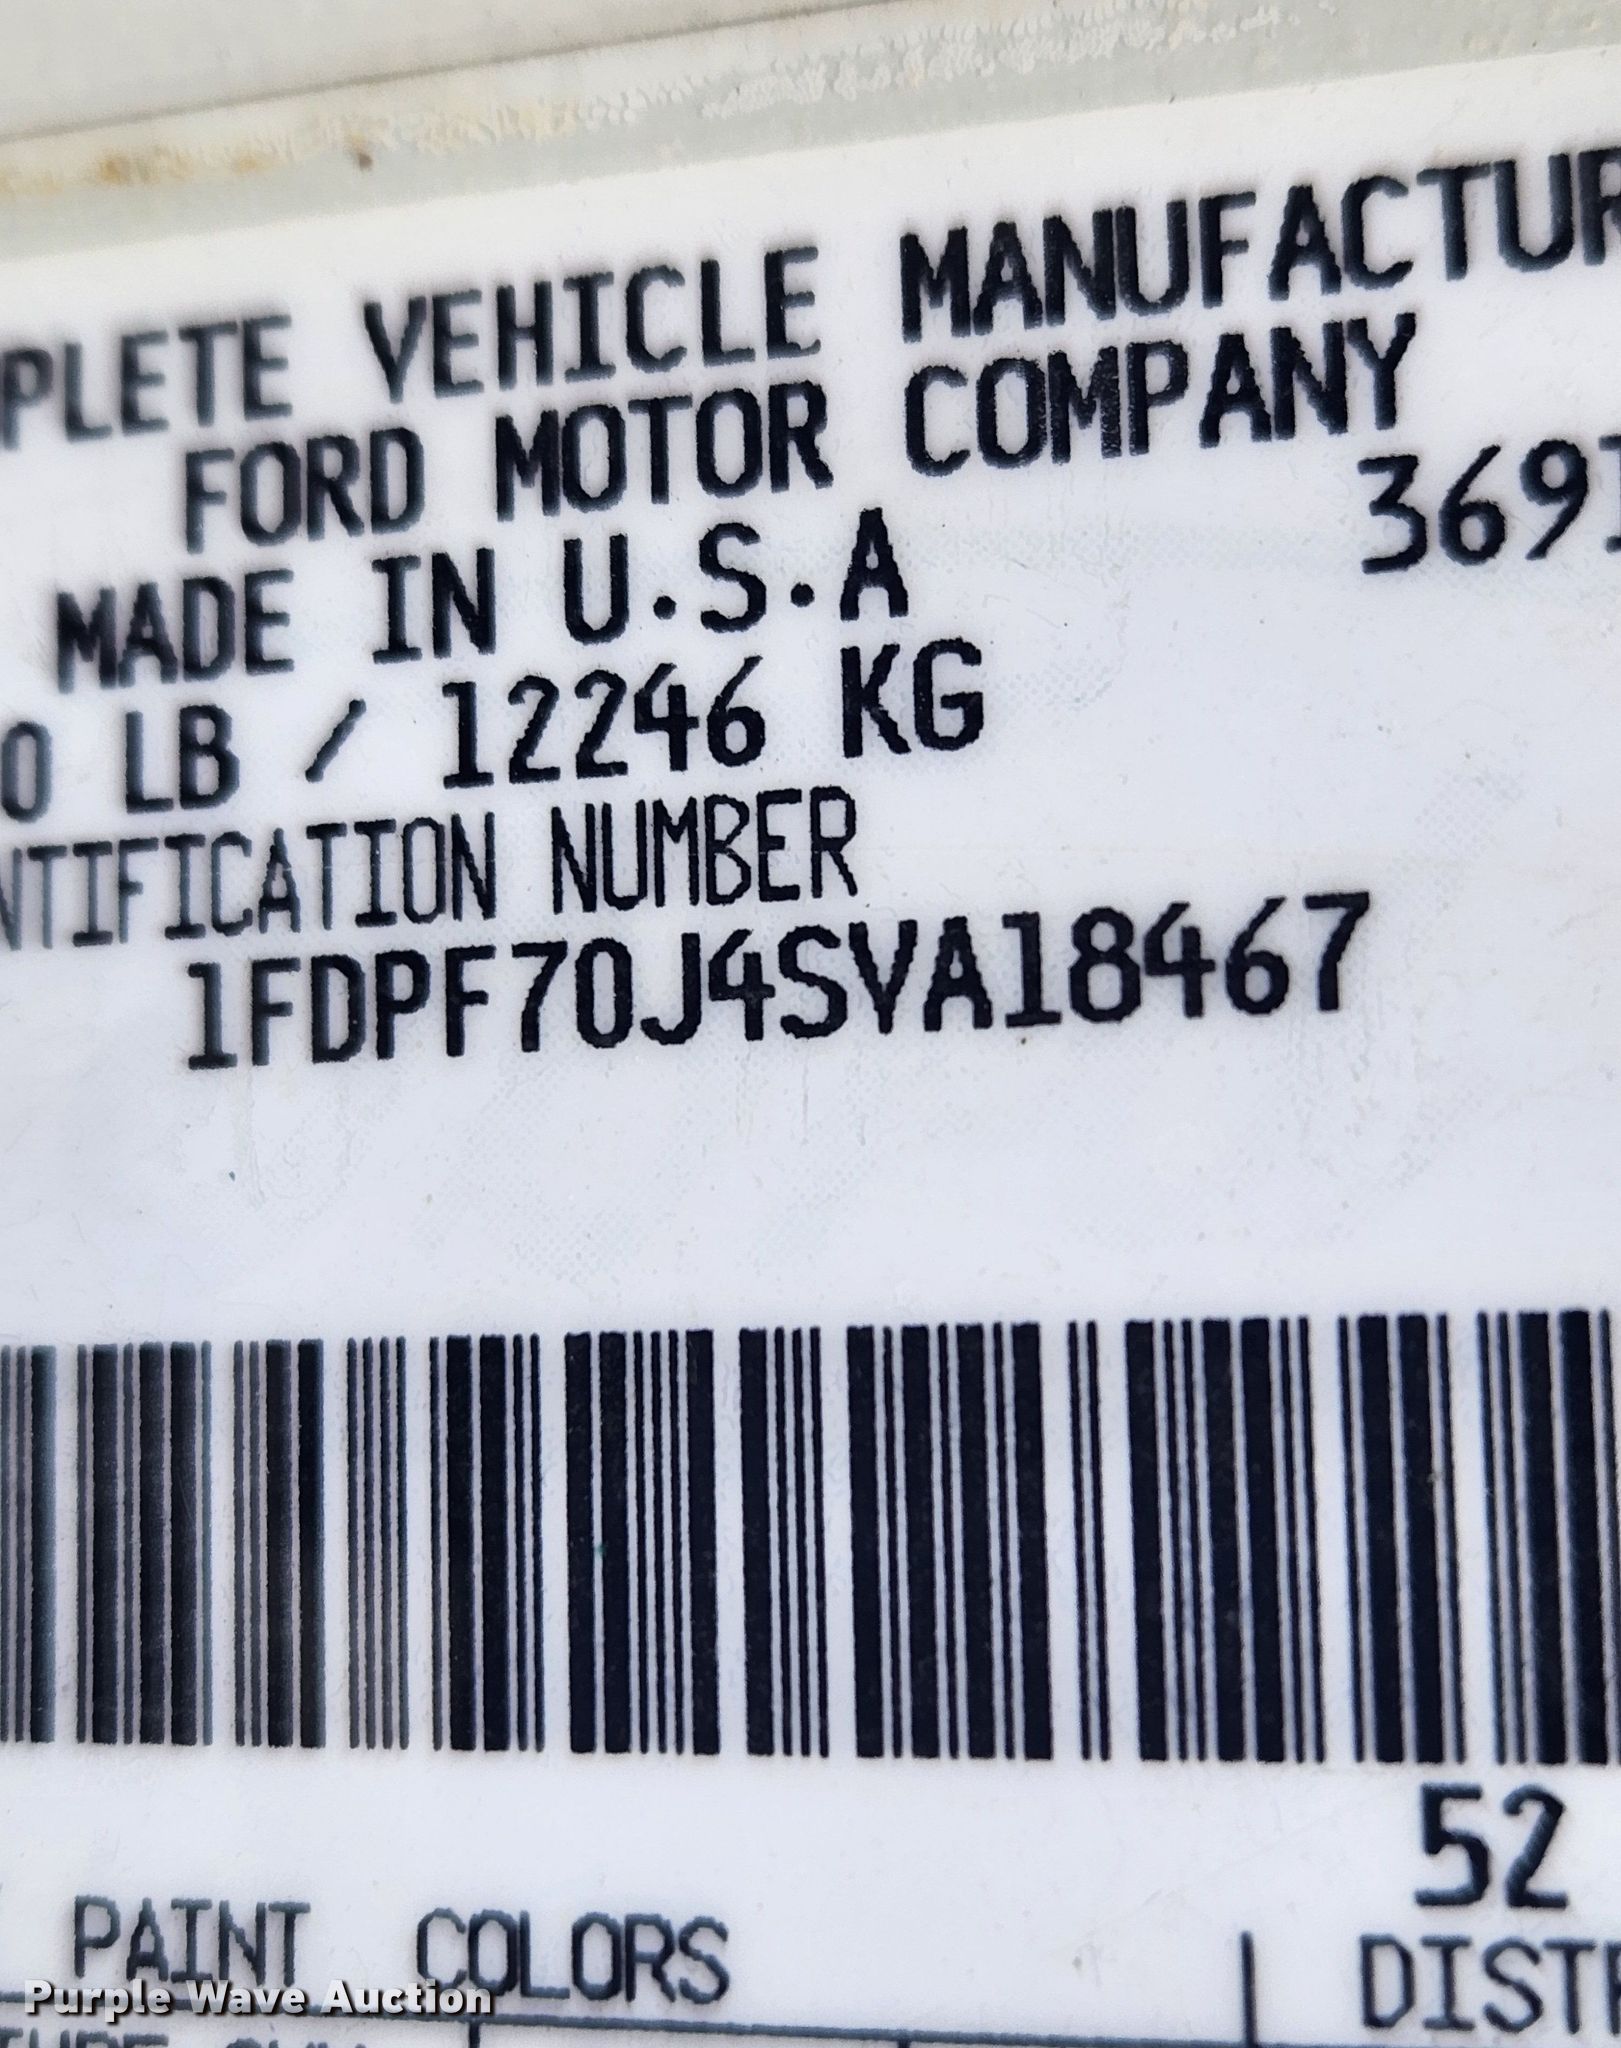 PLETE VEHICLE MANUFACTUR
FORD MOTOR COMPANY
369
MADE IN U.S.A
0 LB / 12246 KG
NTIFICATION NUMBER
1FDPF70J4SVA18467
52
PAINT COLORS
DISTR
Purple Wave Auction